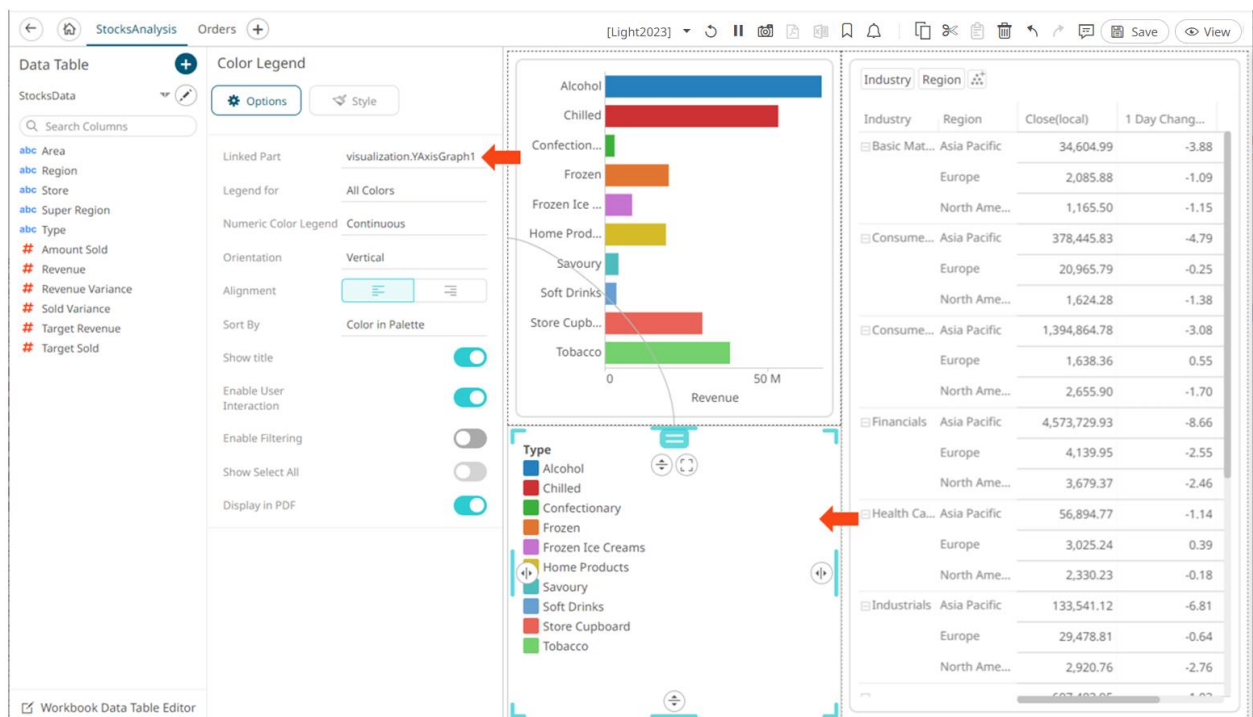 StocksAnalysis Orders
[Light2023] Save View
Data Table
StocksData
Search Columns
abc Area
abc Region
abc Store
abc Super Region
abc Type
# Amount Sold
# Revenue
# Revenue Variance
# Sold Variance
# Target Revenue
# Target Sold
Workbook Data Table Editor
Color Legend
Options Style
Linked Part visualization.YAxisGraph1
Legend for All Colors
Numeric Color Legend Continuous
Orientation Vertical
Alignment
Sort By Color in Palette
Show title
Enable User
Interaction
Enable Filtering
Show Select All
Display in PDF
Alcohol
Chilled
Confection...
Frozen
Frozen Ice ...
Home Prod...
Savoury
Soft Drinks
Store Cupb...
Tobacco
0 50 M
Revenue
Type
Alcohol
Chilled
Confectionary
Frozen
Frozen Ice Creams
Home Products
Savoury
Soft Drinks
Store Cupboard
Tobacco
Industry Region
Industry Region Close(local) 1 Day Chang...
Basic Mat... Asia Pacific 34,604.99 -3.88
Europe 2,085.88 -1.09
North Ame... 1,165.50 -1.15
Consume... Asia Pacific 378,445.83 -4.79
Europe 20,965.79 -0.25
North Ame... 1,624.28 -1.38
Consume... Asia Pacific 1,394,864.78 -3.08
Europe 1,638.36 0.55
North Ame... 2,655.90 -1.70
Financials Asia Pacific 4,573,729.93 -8.66
Europe 4,139.95 -2.55
North Ame... 3,679.37 -2.46
Health Ca... Asia Pacific 56,894.77 -1.14
Europe 3,025.24 0.39
North Ame... 2,330.23 -0.18
Industrials Asia Pacific 133,541.12 -6.81
Europe 29,478.81 -0.64
North Ame... 2,920.76 -2.76